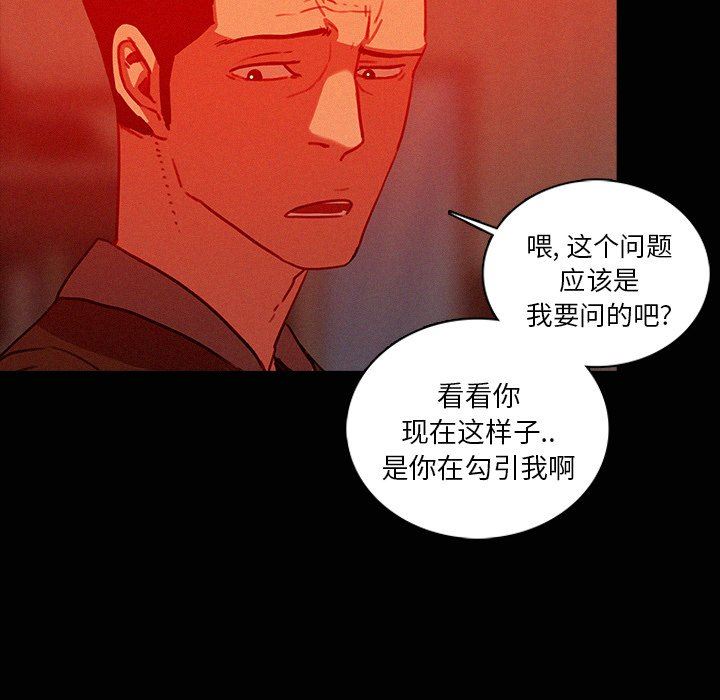 喂, 这个问题
应该是
我要问的吧?
看看你
现在这样子..
是你在勾引我啊